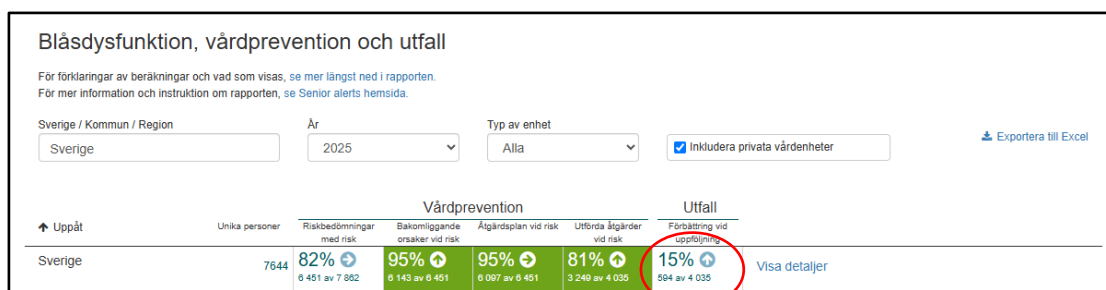 Blåsdysfunktion, vårdprevention och utfall
För förklaringar av beräkningar och vad som visas, se mer längst ned i rapporten.
För mer information och instruktion om rapporten, se Senior alerts hemsida.
Sverige / Kommun / Region År Typ av enhet
Sverige 2025 Alla Inkludera privata vårdenheter Exportera till Excel
Vårdprevention Utfall
Uppåt Unika personer Riskbedömningar Bakomliggande Åtgärdsplan vid risk Utförda åtgärder Förbättring vid
med risk orsaker vid risk vid risk uppföljning
Sverige 7644 82% 95% 95% 81% 15% Visa detaljer
6 451 av 7 862 6 143 av 6 451 6 097 av 6 451 3 249 av 4 035 594 av 4 035